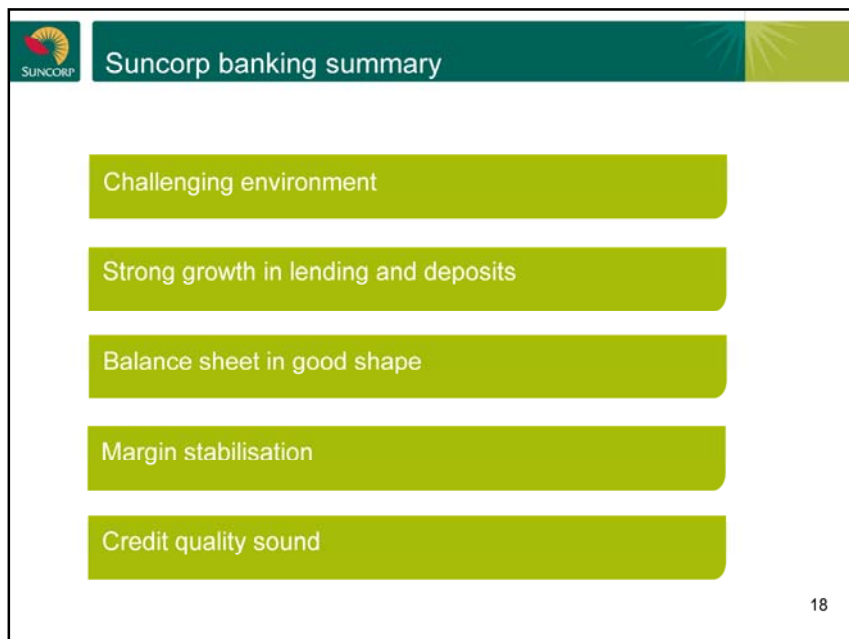 SUNCORP
Suncorp banking summary
Challenging environment
Strong growth in lending and deposits
Balance sheet in good shape
Margin stabilisation
Credit quality sound
18